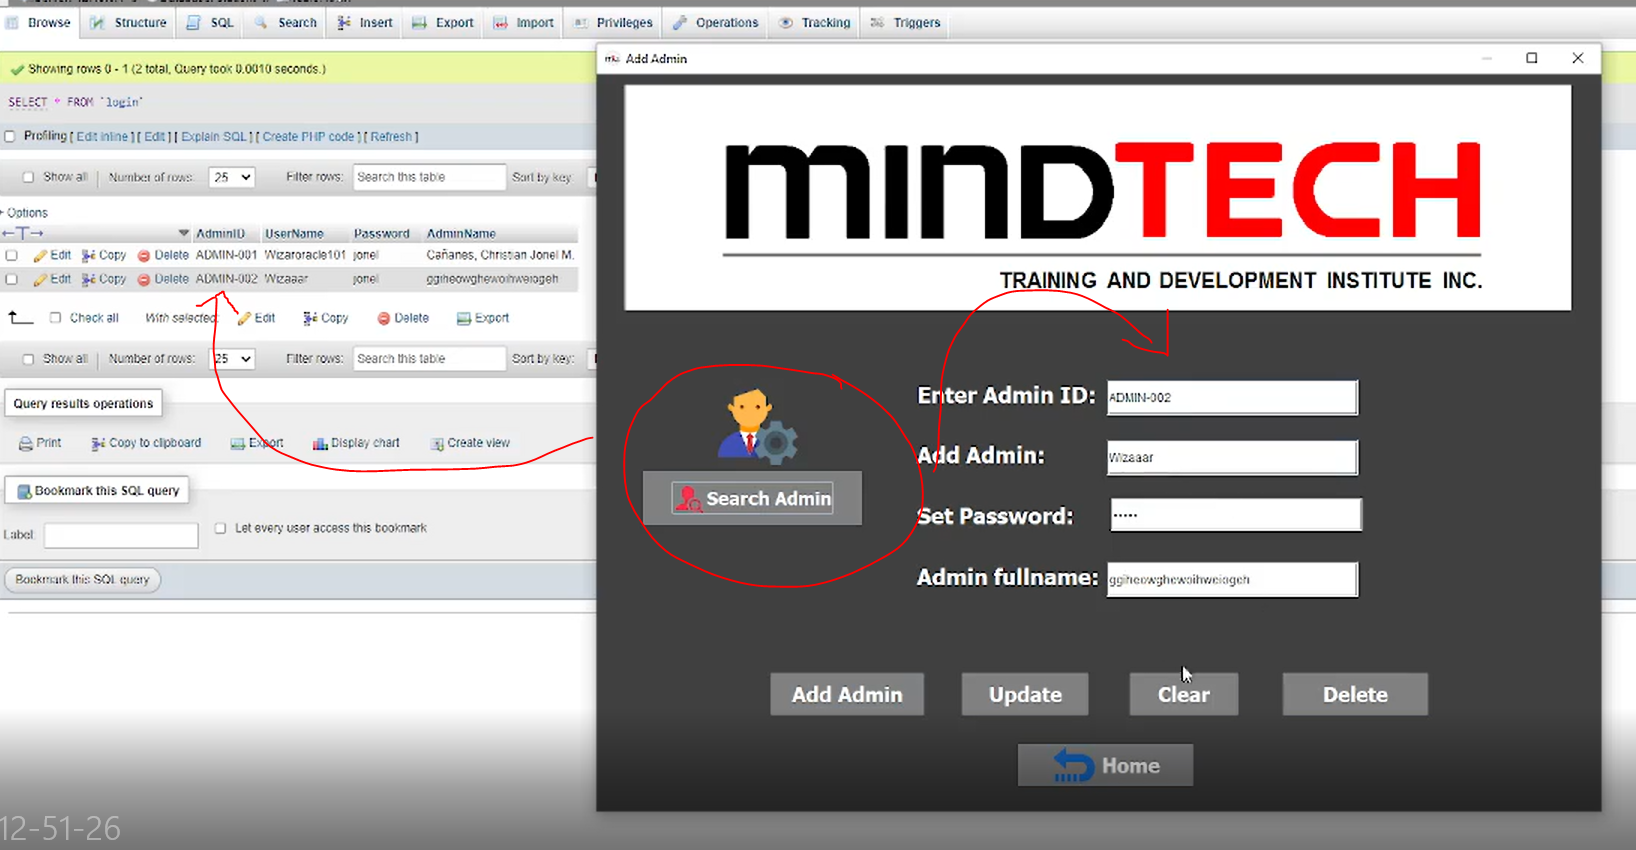 Browse Structure SQL Search Insert Export Import Privileges Operations Tracking Triggers
Showing rows 0 - 1 (2 total, Query took 0.0010 seconds.)
SELECT * FROM `login`
Profiling [ Edit inline ] [ Edit ] [ Explain SQL ] [ Create PHP code ] [ Refresh ]
Show all Number of rows: 25 Filter rows: Search this table Sort by key:
+ Options
←T→ AdminID UserName Password AdminName
Edit Copy Delete ADMIN-001 Wizaroracle101 jonel Cañanes, Christian Jonel M.
Edit Copy Delete ADMIN-002 Wizaaar jonel ggiheowghewoihweiogeh
Check all With selected: Edit Copy Delete Export
Show all Number of rows: 25 Filter rows: Search this table Sort by key:
Query results operations
Print Copy to clipboard Export Display chart Create view
Bookmark this SQL query
Label: Let every user access this bookmark
Bookmark this SQL query
12-51-26
Add Admin
MINDTECH
TRAINING AND DEVELOPMENT INSTITUTE INC.
Search Admin
Enter Admin ID: ADMIN-002
Add Admin: Wizaaar
Set Password: •••••
Admin fullname: ggiheowghewoihweiogeh
Add Admin Update Clear Delete
Home